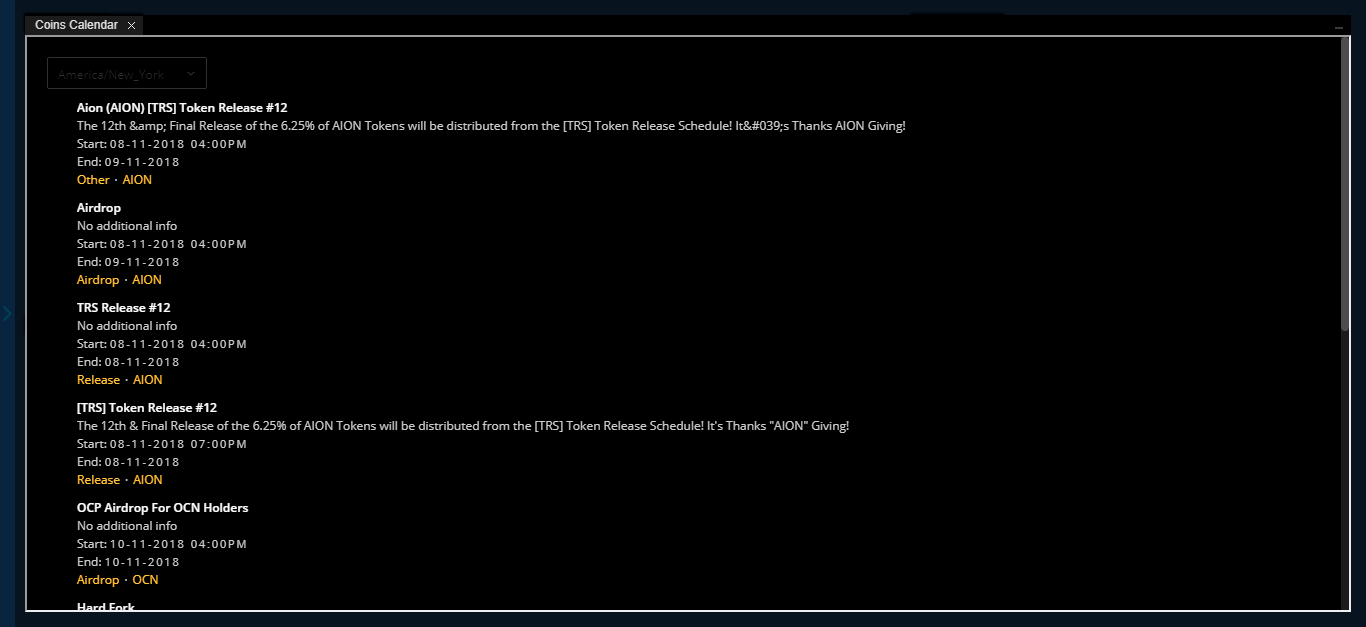 Coins Calendar
America/New_York
Aion (AION) [TRS] Token Release #12
The 12th &amp; Final Release of the 6.25% of AION Tokens will be distributed from the [TRS] Token Release Schedule! It&#039;s Thanks AION Giving!
Start: 08-11-2018 04:00PM
End: 09-11-2018
Other · AION
Airdrop
No additional info
Start: 08-11-2018 04:00PM
End: 09-11-2018
Airdrop · AION
TRS Release #12
No additional info
Start: 08-11-2018 04:00PM
End: 08-11-2018
Release · AION
[TRS] Token Release #12
The 12th & Final Release of the 6.25% of AION Tokens will be distributed from the [TRS] Token Release Schedule! It's Thanks "AION" Giving!
Start: 08-11-2018 07:00PM
End: 08-11-2018
Release · AION
OCP Airdrop For OCN Holders
No additional info
Start: 10-11-2018 04:00PM
End: 10-11-2018
Airdrop · OCN
Hard Fork